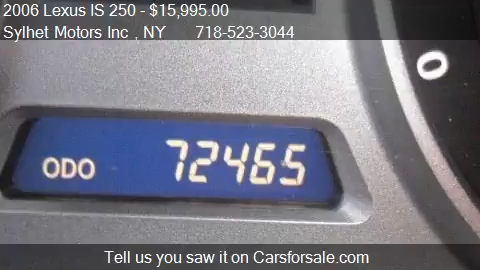 2006 Lexus IS 250 - $15,995.00
Sylhet Motors Inc , NY 718-523-3044
0
ODO 72465
Tell us you saw it on Carsforsale.com